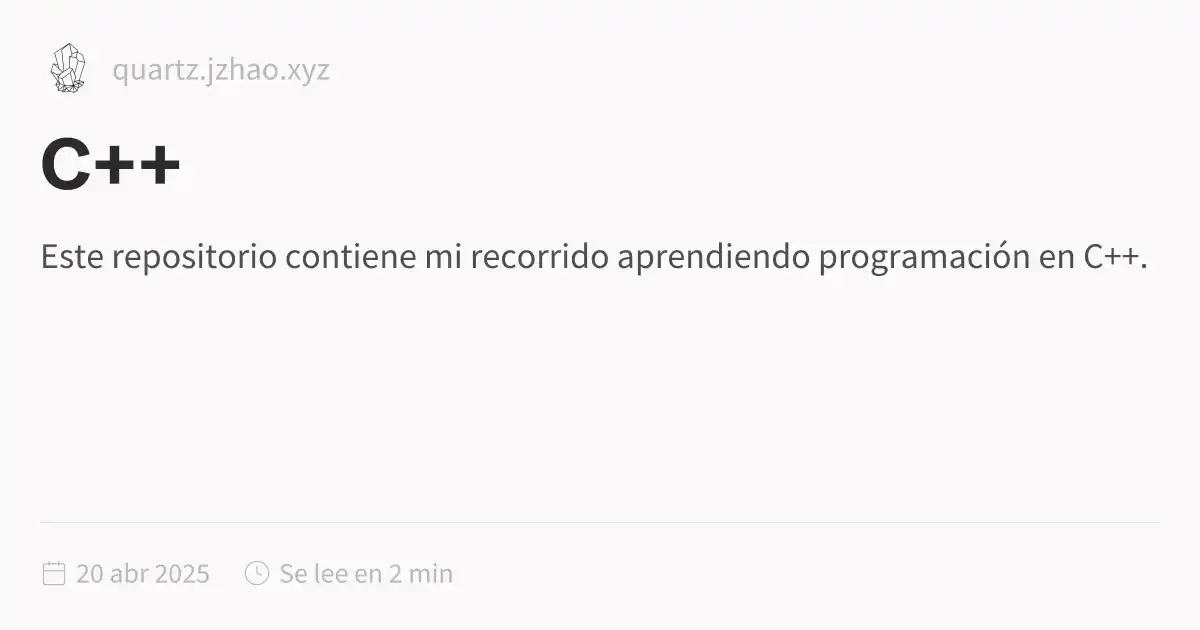 quartz.jzhao.xyz
C++
Este repositorio contiene mi recorrido aprendiendo programación en C++.
20 abr 2025 Se lee en 2 min